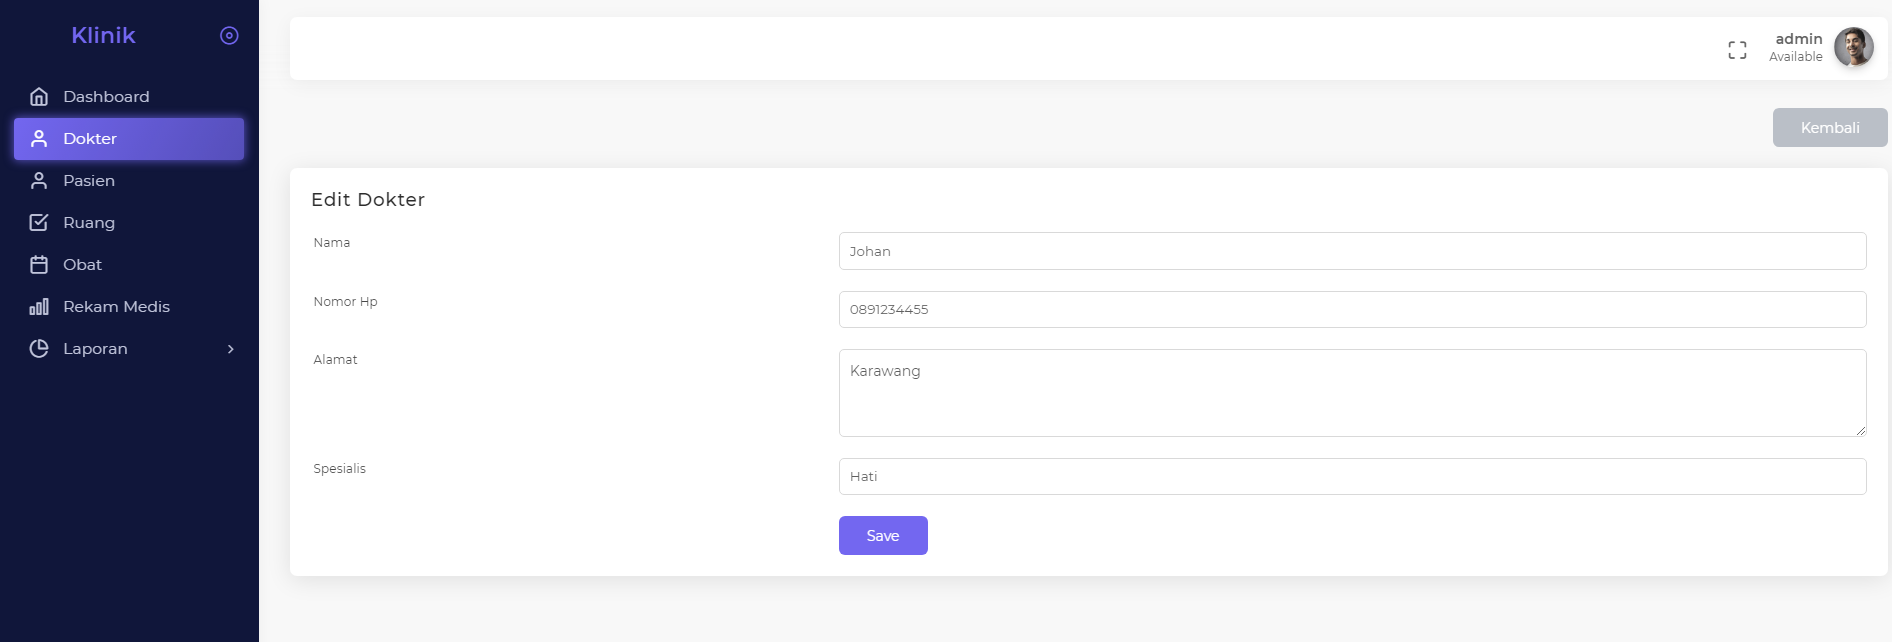 Klinik
Dashboard
Dokter
Pasien
Ruang
Obat
Rekam Medis
Laporan
admin
Available
Kembali
Edit Dokter
Nama
Johan
Nomor Hp
0891234455
Alamat
Karawang
Spesialis
Hati
Save